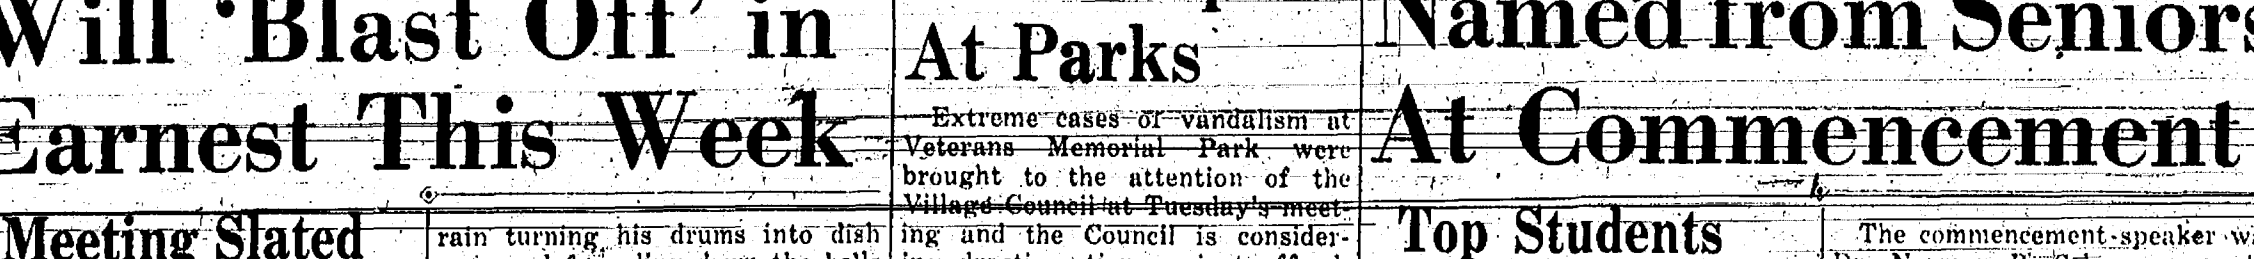 Will 'Blast Off' in
Earnest This Week
Meeting Slated
rain turning his drums into dish
At Parks
Extreme cases of vandalism at
Veterans Memorial Park were
brought to the attention of the
Village Council at Tuesday's meet-
ing and the Council is consider-
Named from Seniors
At Commencement
Top Students
The commencement speaker